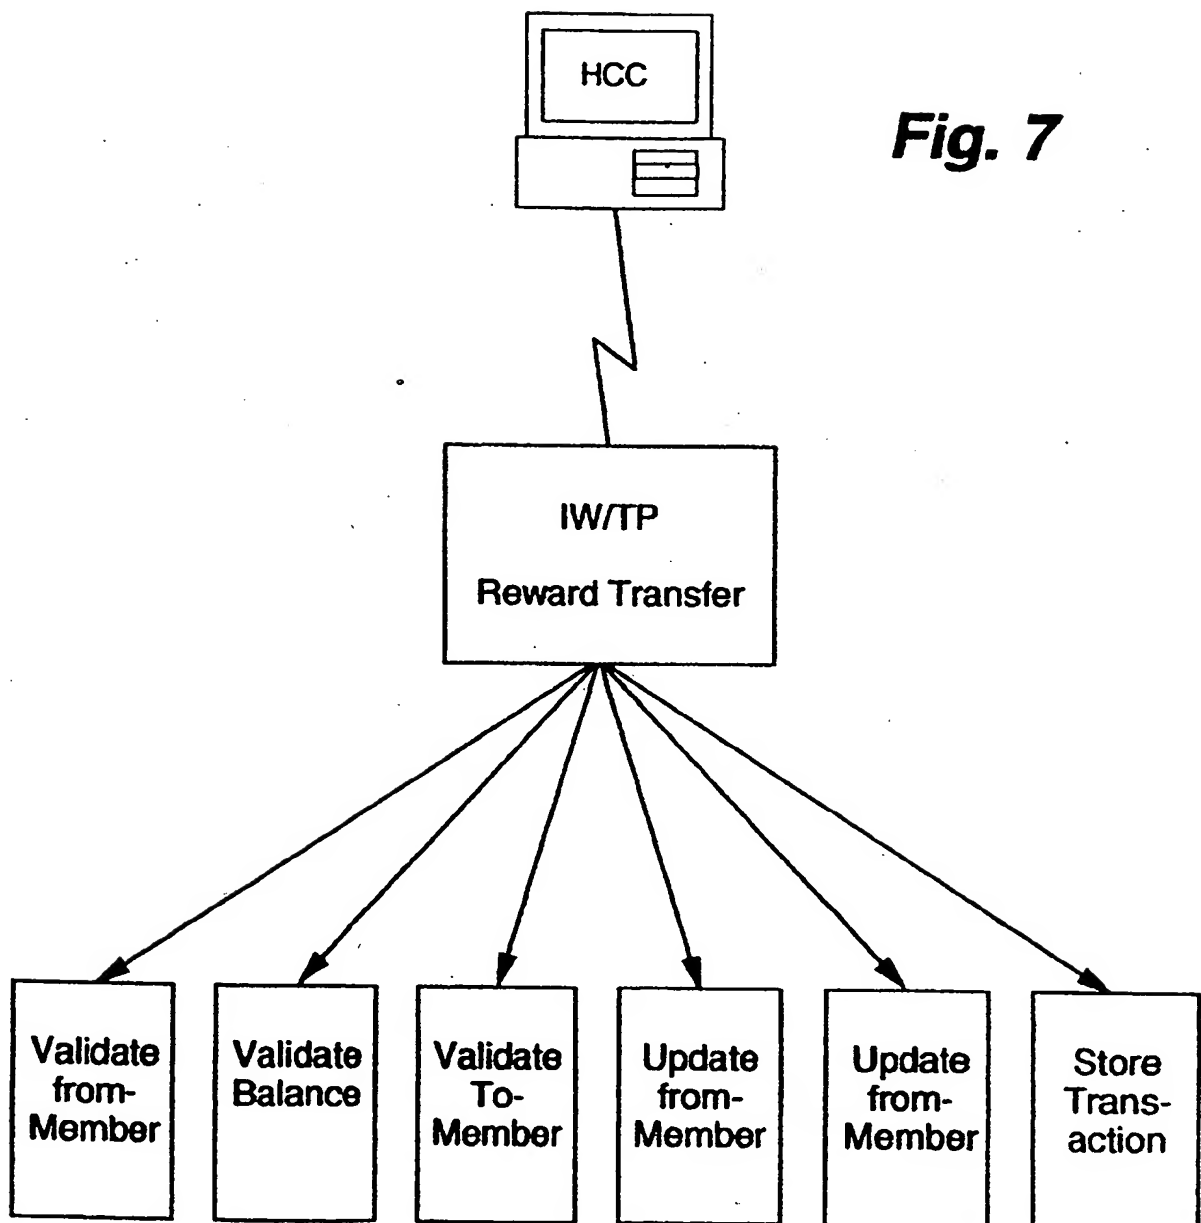 HCC
Fig. 7
IW/TP
Reward Transfer
Validate
from-
Member
Validate
Balance
Validate
To-
Member
Update
from-
Member
Update
from-
Member
Store
Trans-
action